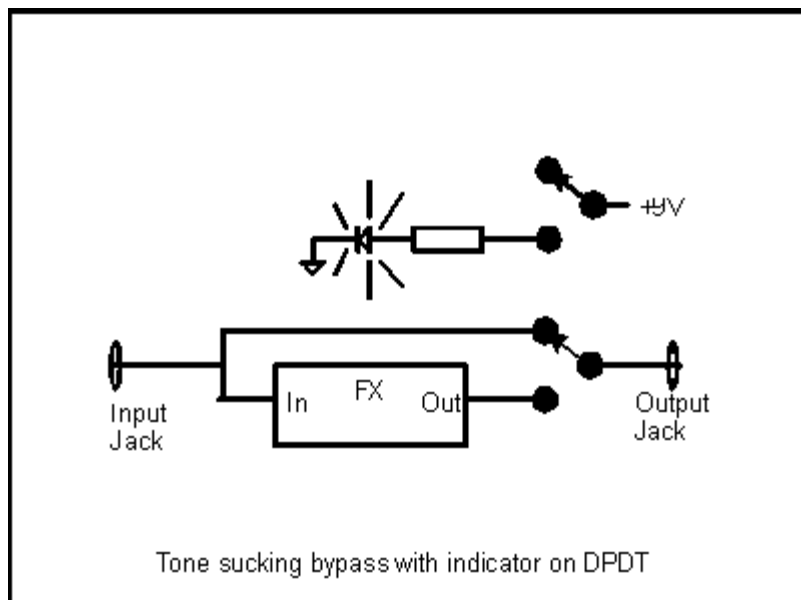 +9V
In
FX
Out
Input
Jack
Output
Jack
Tone sucking bypass with indicator on DPDT